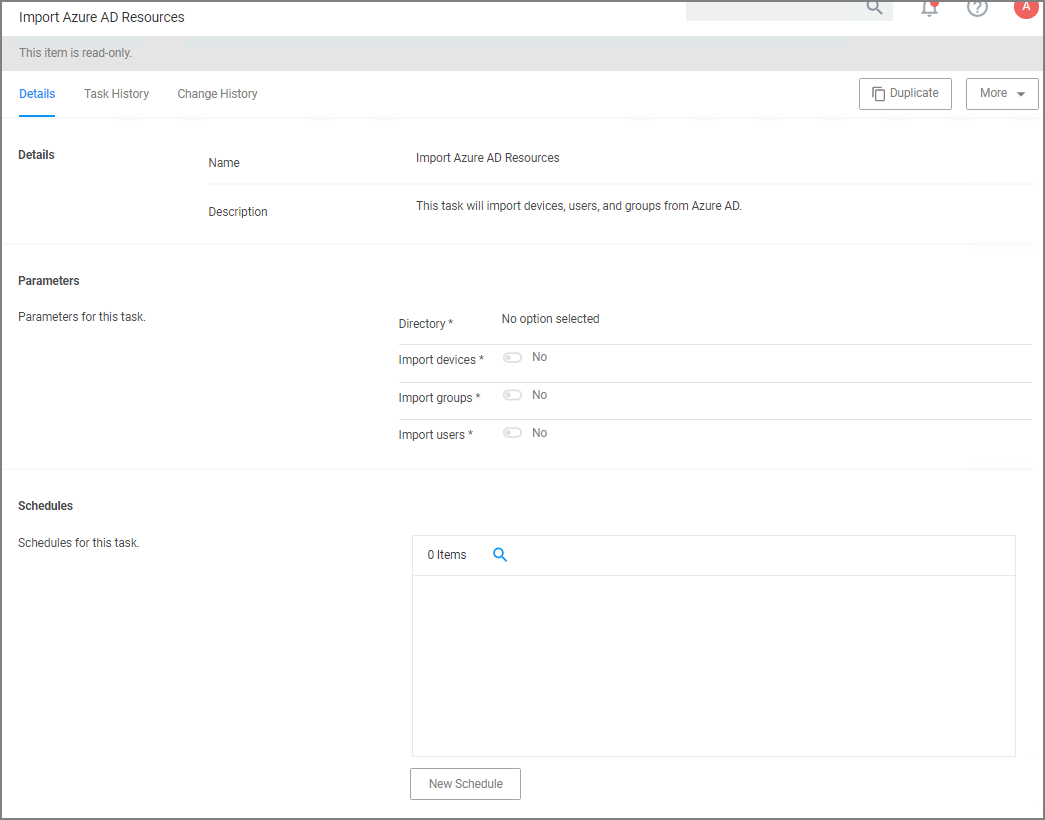 Import Azure AD Resources
A
This item is read-only.
Details Task History Change History Duplicate More
Details
Name Import Azure AD Resources
Description This task will import devices, users, and groups from Azure AD.
Parameters
Parameters for this task.
Directory * No option selected
Import devices * No
Import groups * No
Import users * No
Schedules
Schedules for this task.
0 Items
New Schedule